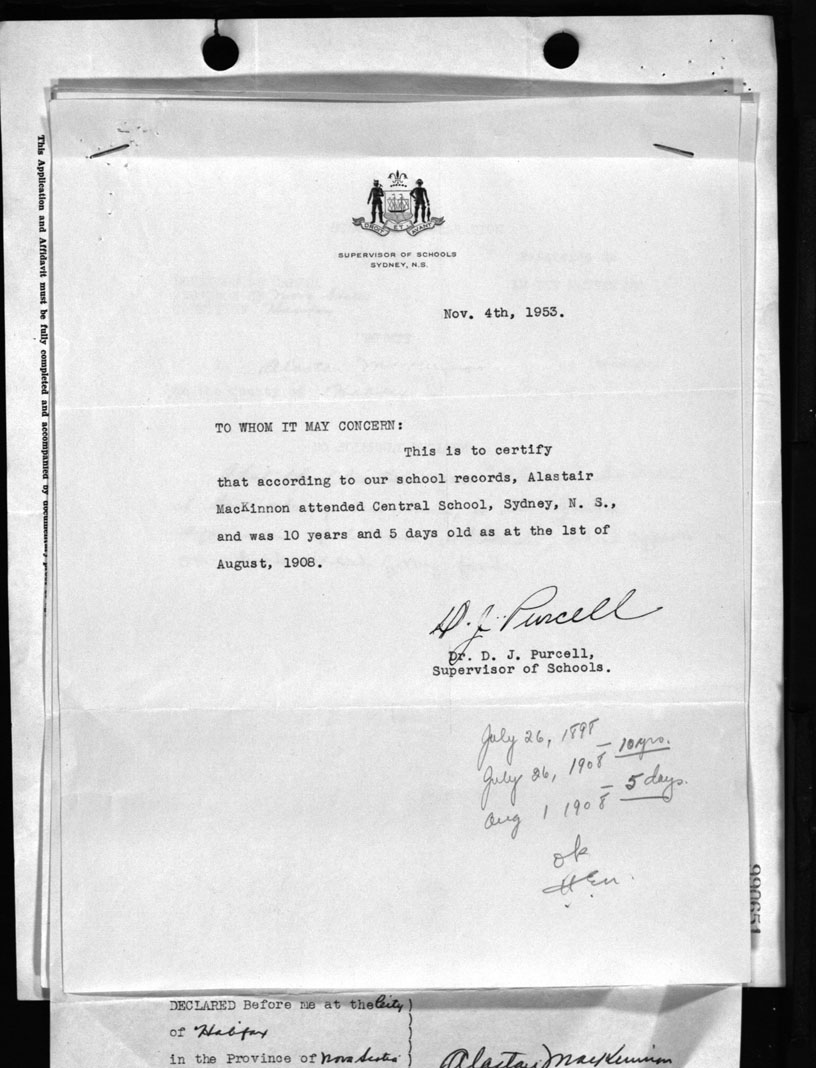 This Application and Affidavit must be fully completed and accompanied by
DROIT ET AVANT
SUPERVISOR OF SCHOOLS
SYDNEY, N.S.
Nov. 4th, 1953.
TO WHOM IT MAY CONCERN:
This is to certify
that according to our school records, Alastair
MacKinnon attended Central School, Sydney, N. S.,
and was 10 years and 5 days old as at the 1st of
August, 1908.
D. J. Purcell
Dr. D. J. Purcell,
Supervisor of Schools.
July 26, 1898
July 26, 1908 – 10 yrs.
Aug 1 1908 – 5 days.
ok
990651
DECLARED Before me at the City )
of Halifax )
in the Province of Nova Scotia ) Alastair MacKinnon